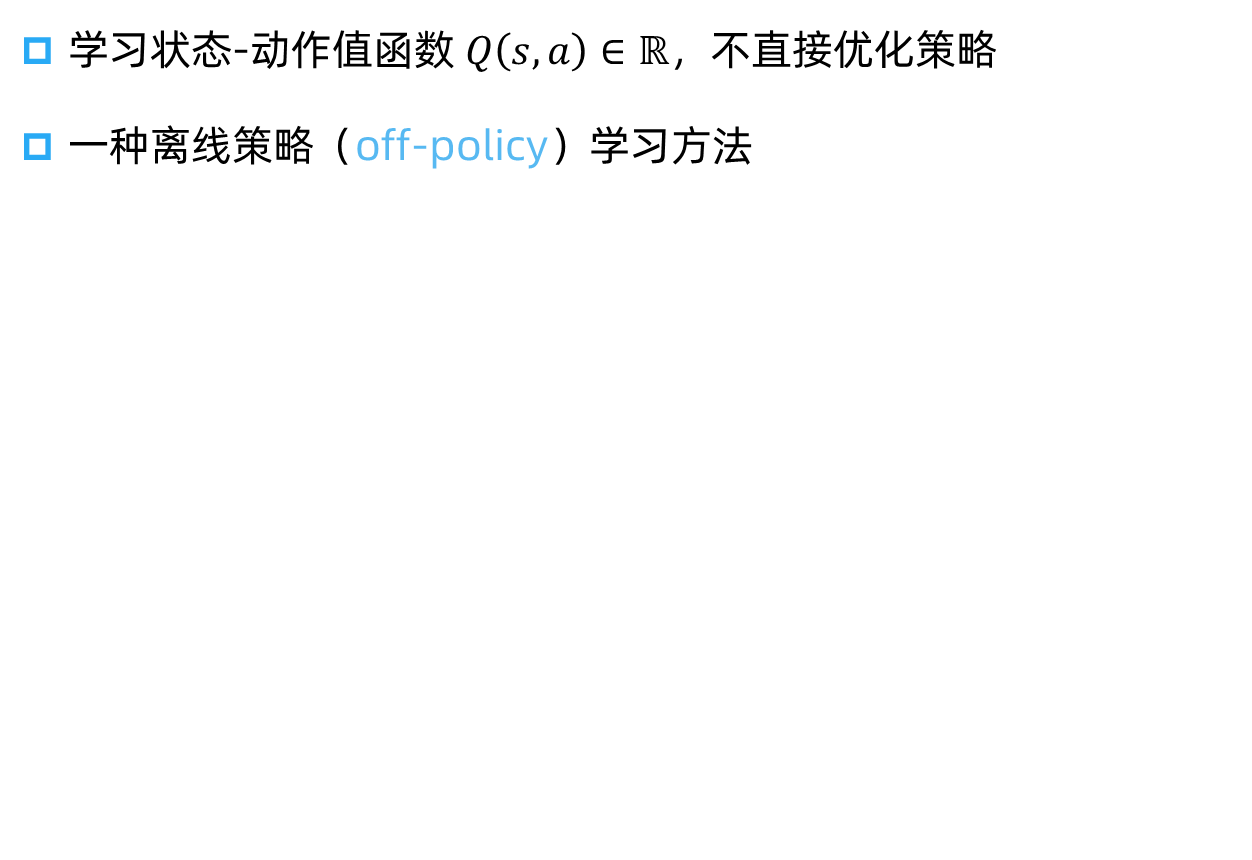 学习状态-动作值函数 Q(s, a) ∈ ℝ，不直接优化策略
一种离线策略（off-policy）学习方法